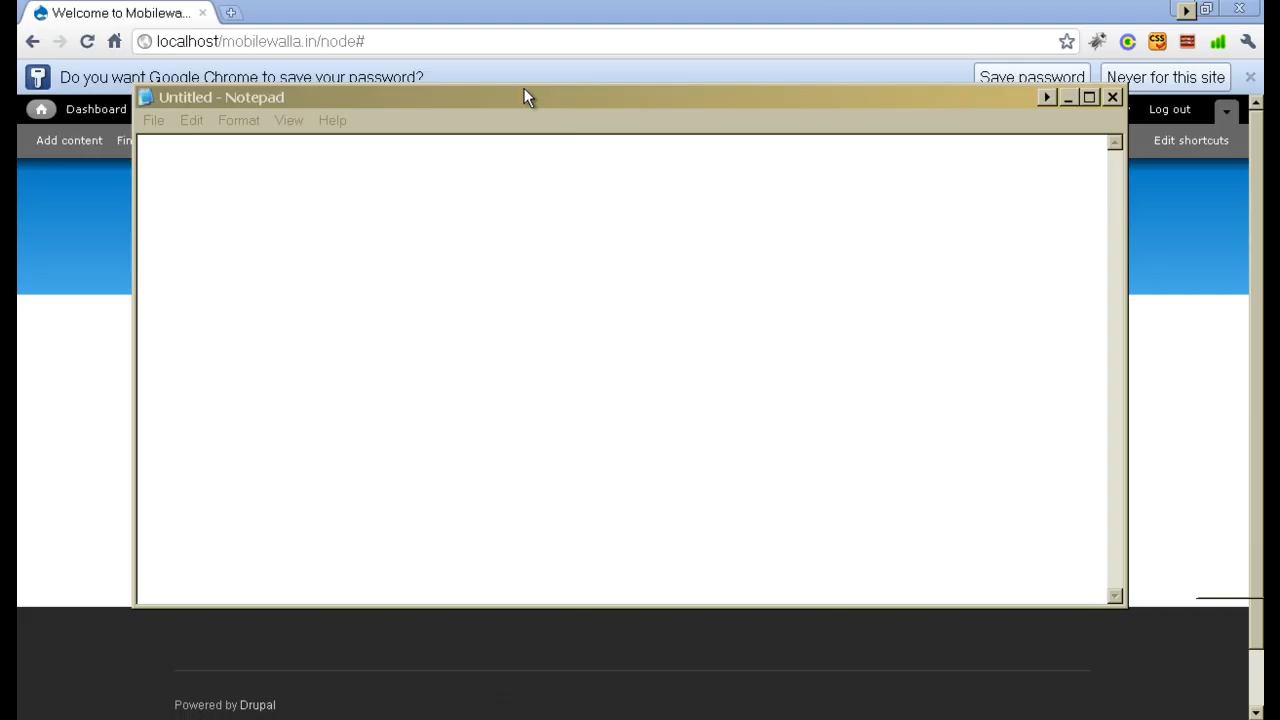 Welcome to Mobilewa...
localhost/mobilewalla.in/node#
CSS
Do you want Google Chrome to save your password?
Save password
Never for this site
Untitled - Notepad
Dashboard
Log out
File Edit Format View Help
Add content
Fin
Edit shortcuts
Powered by Drupal